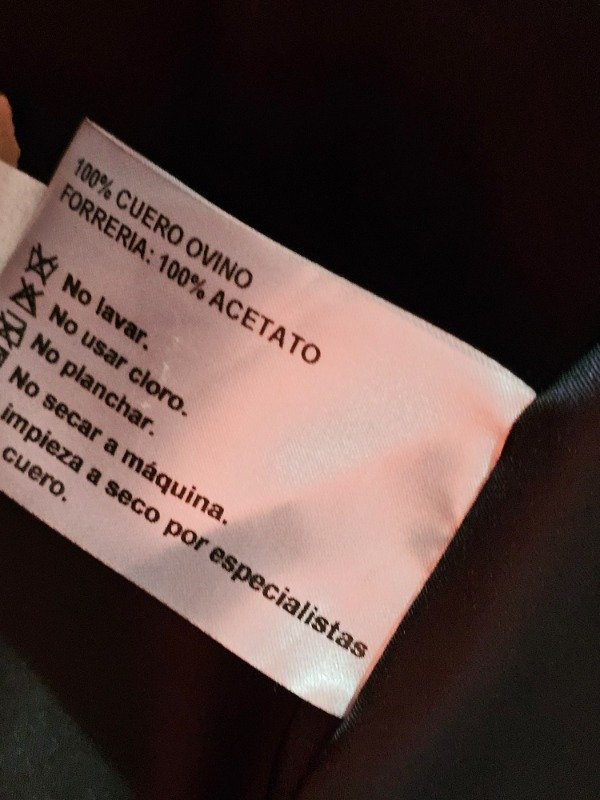 100% CUERO OVINO
FORRERIA: 100% ACETATO
No lavar.
No usar cloro.
No planchar.
No secar a máquina.
impieza a seco por especialistas
cuero.